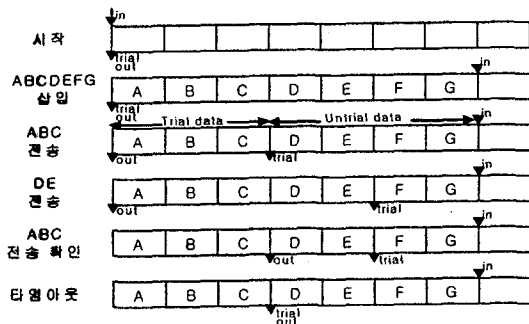 in
시작
trial
out
in
ABCDEFG
삽입
A B C D E F G
trial
out
Trial data Untrial data
in
ABC
전송
A B C D E F G
out trial
in
DE
전송
A B C D E F G
out trial
in
ABC
전송 확인
A B C D E F G
out trial
in
타임아웃
A B C D E F G
trial
out